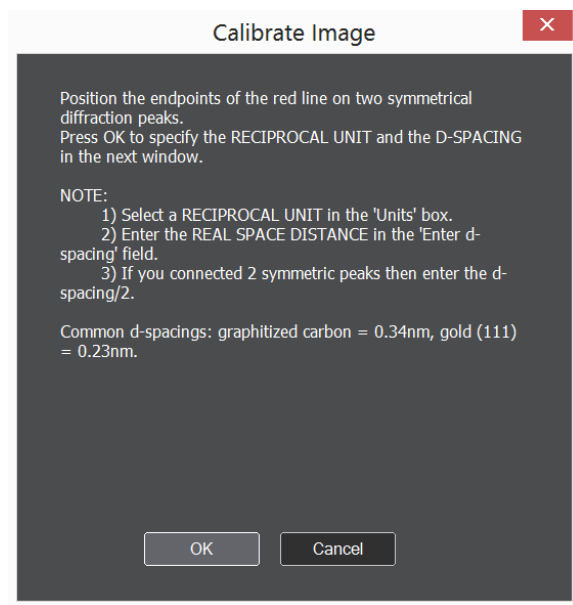 Calibrate Image
Position the endpoints of the red line on two symmetrical
diffraction peaks.
Press OK to specify the RECIPROCAL UNIT and the D-SPACING
in the next window.
NOTE:
1) Select a RECIPROCAL UNIT in the 'Units' box.
2) Enter the REAL SPACE DISTANCE in the 'Enter d-
spacing' field.
3) If you connected 2 symmetric peaks then enter the d-
spacing/2.
Common d-spacings: graphitized carbon = 0.34nm, gold (111)
= 0.23nm.
OK
Cancel